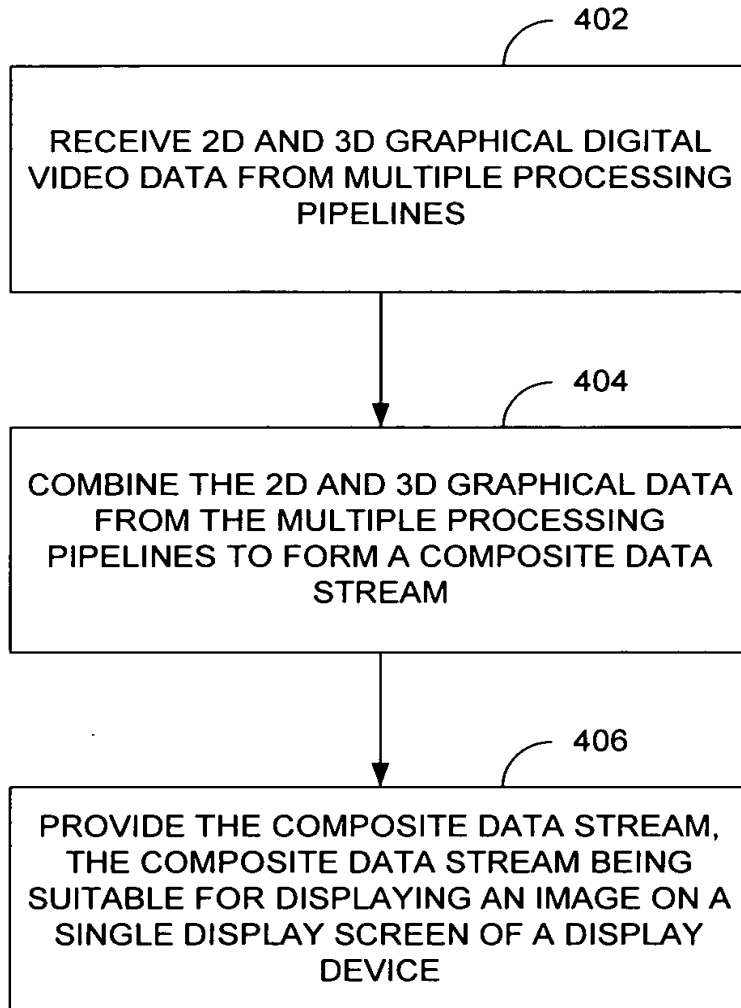 402
RECEIVE 2D AND 3D GRAPHICAL DIGITAL
VIDEO DATA FROM MULTIPLE PROCESSING
PIPELINES
404
COMBINE THE 2D AND 3D GRAPHICAL DATA
FROM THE MULTIPLE PROCESSING
PIPELINES TO FORM A COMPOSITE DATA
STREAM
406
PROVIDE THE COMPOSITE DATA STREAM,
THE COMPOSITE DATA STREAM BEING
SUITABLE FOR DISPLAYING AN IMAGE ON A
SINGLE DISPLAY SCREEN OF A DISPLAY
DEVICE